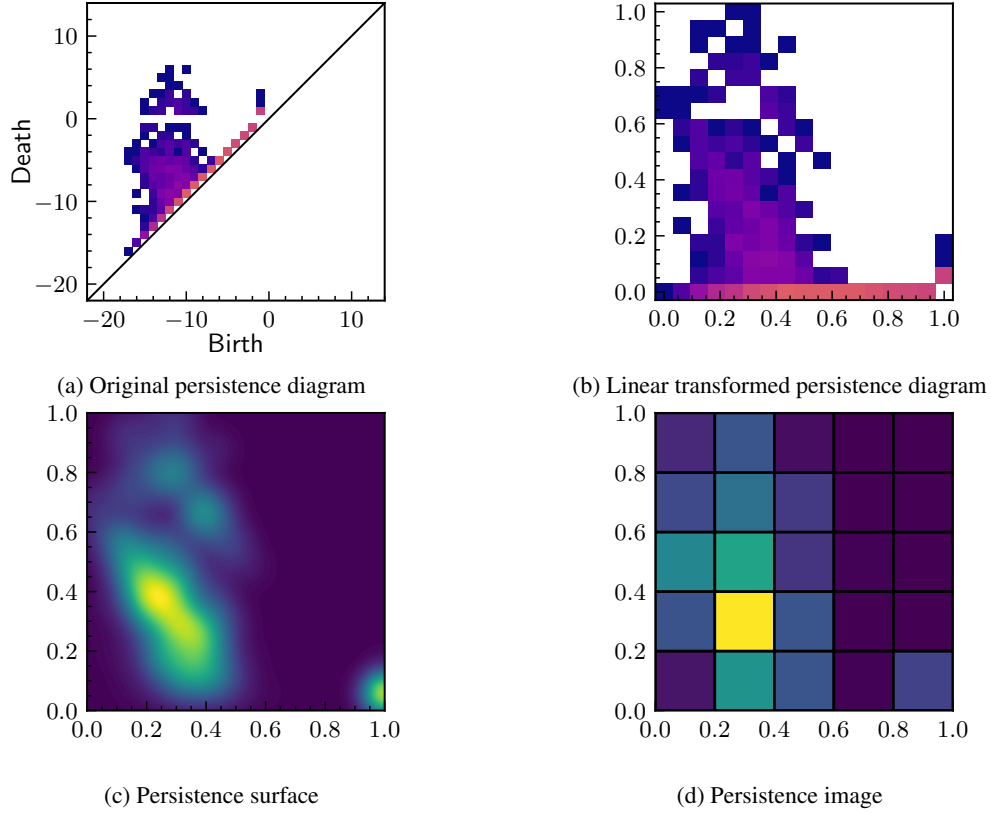 10
0
−10
−20
Death
−20 −10 0 10
Birth
(a) Original persistence diagram
1.0
0.8
0.6
0.4
0.2
0.0
0.0 0.2 0.4 0.6 0.8 1.0
(b) Linear transformed persistence diagram
1.0
0.8
0.6
0.4
0.2
0.0
0.0 0.2 0.4 0.6 0.8 1.0
(c) Persistence surface
1.0
0.8
0.6
0.4
0.2
0.0
0.0 0.2 0.4 0.6 0.8 1.0
(d) Persistence image